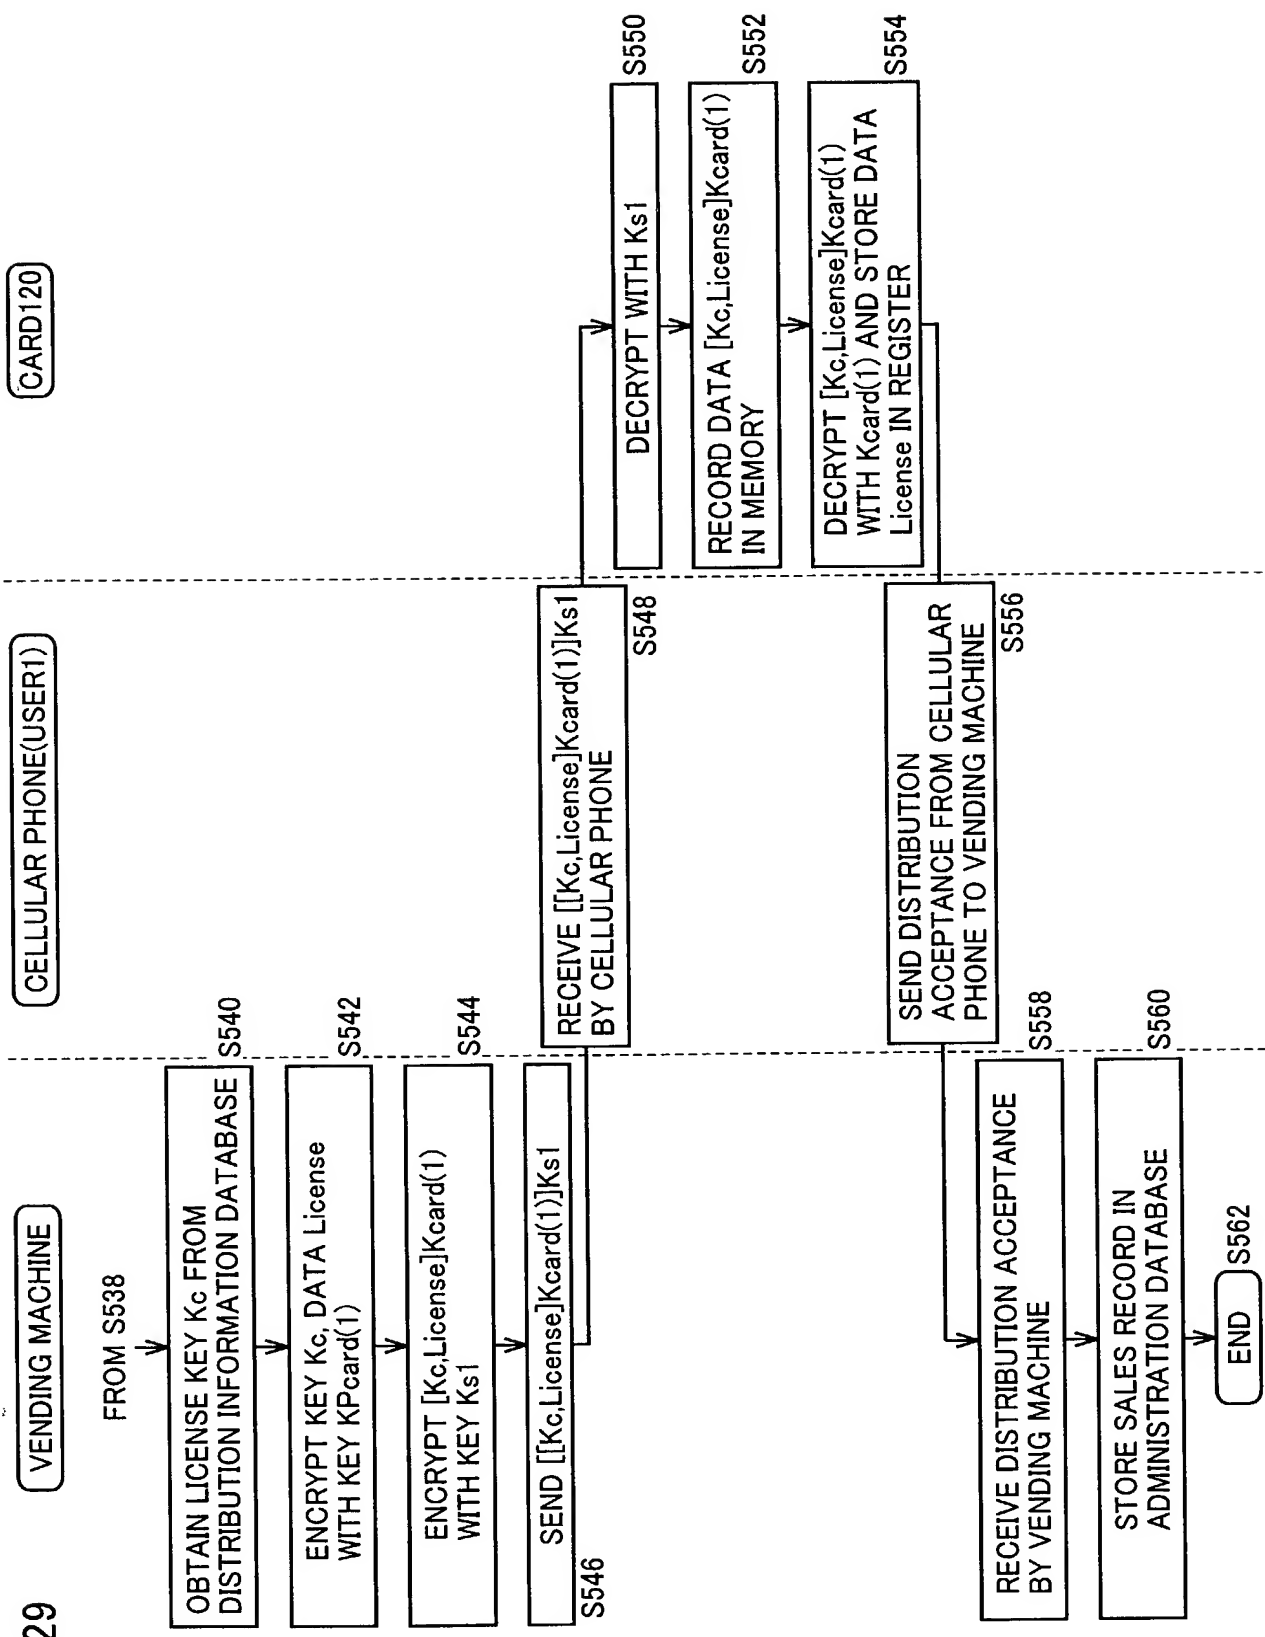 29
VENDING MACHINE
CELLULAR PHONE(USER1)
CARD120
FROM S538
OBTAIN LICENSE KEY Kc FROM
DISTRIBUTION INFORMATION DATABASE
S540
ENCRYPT KEY Kc, DATA License
WITH KEY KPcard(1)
S542
ENCRYPT [Kc,License]Kcard(1)
WITH KEY Ks1
S544
SEND [[Kc,License]Kcard(1)]Ks1
S546
RECEIVE [[Kc,License]Kcard(1)]Ks1
BY CELLULAR PHONE
S548
DECRYPT WITH Ks1
S550
RECORD DATA [Kc,License]Kcard(1)
IN MEMORY
S552
DECRYPT [Kc,License]Kcard(1)
WITH Kcard(1) AND STORE DATA
License IN REGISTER
S554
SEND DISTRIBUTION
ACCEPTANCE FROM CELLULAR
PHONE TO VENDING MACHINE
S556
RECEIVE DISTRIBUTION ACCEPTANCE
BY VENDING MACHINE
S558
STORE SALES RECORD IN
ADMINISTRATION DATABASE
S560
END
S562